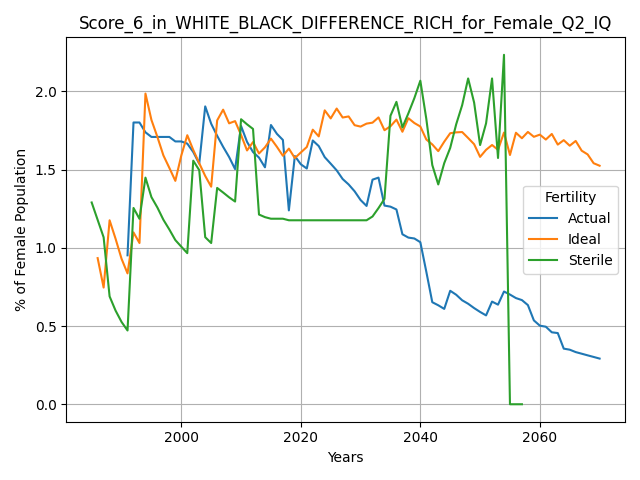 Score_6_in_WHITE_BLACK_DIFFERENCE_RICH_for_Female_Q2_IQ
% of Female Population
2.0
1.5
1.0
0.5
0.0
Fertility
Actual
Ideal
Sterile
2000
2020
2040
2060
Years